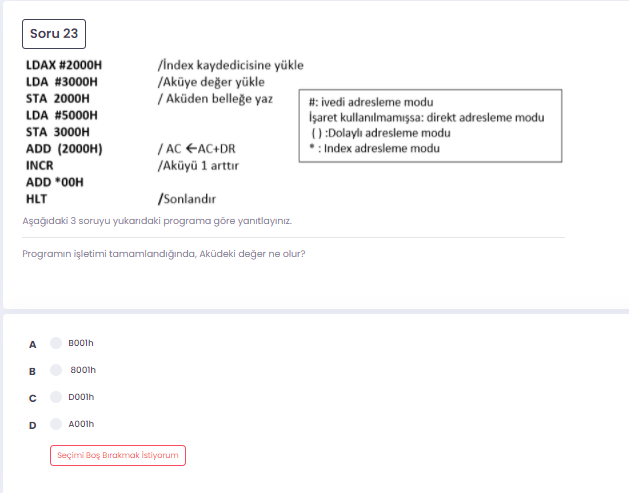 Soru 23
LDAX #2000H /İndex kaydedicisine yükle
LDA #3000H /Aküye değer yükle
STA 2000H / Aküden belleğe yaz
LDA #5000H
STA 3000H
ADD (2000H) / AC ←AC+DR
INCR /Aküyü 1 arttır
ADD *00H
HLT /Sonlandır
#: ivedi adresleme modu
İşaret kullanılmamışsa: direkt adresleme modu
( ) :Dolaylı adresleme modu
* : Index adresleme modu
Aşağıdaki 3 soruyu yukarıdaki programa göre yanıtlayınız.
Programın işletimi tamamlandığında, Aküdeki değer ne olur?
A B001h
B 8001h
C D001h
D A001h
Seçimi Boş Bırakmak İstiyorum